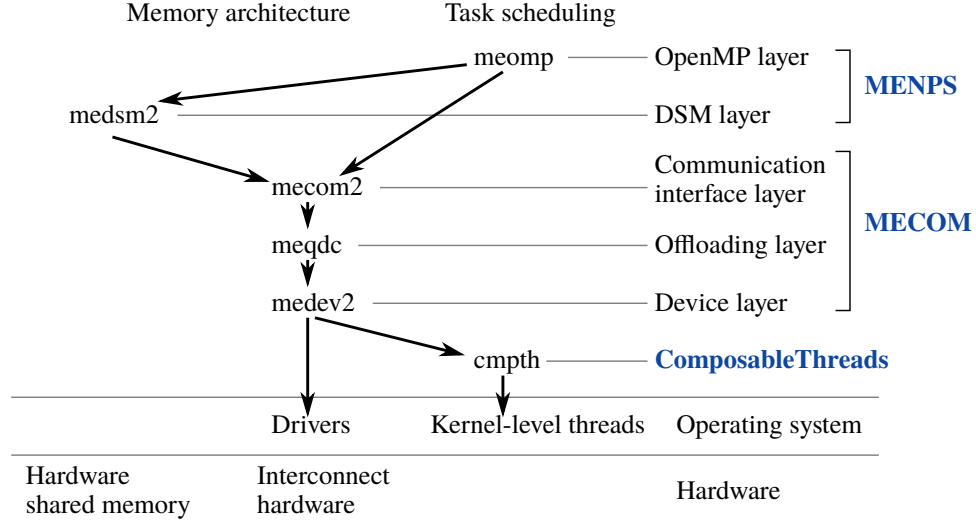 Memory architecture Task scheduling
meomp OpenMP layer
MENPS
medsm2 DSM layer
Communication
interface layer
mecom2
MECOM
meqdc Offloading layer
medev2 Device layer
cmpth ComposableThreads
Drivers Kernel-level threads Operating system
Hardware
shared memory
Interconnect
hardware
Hardware